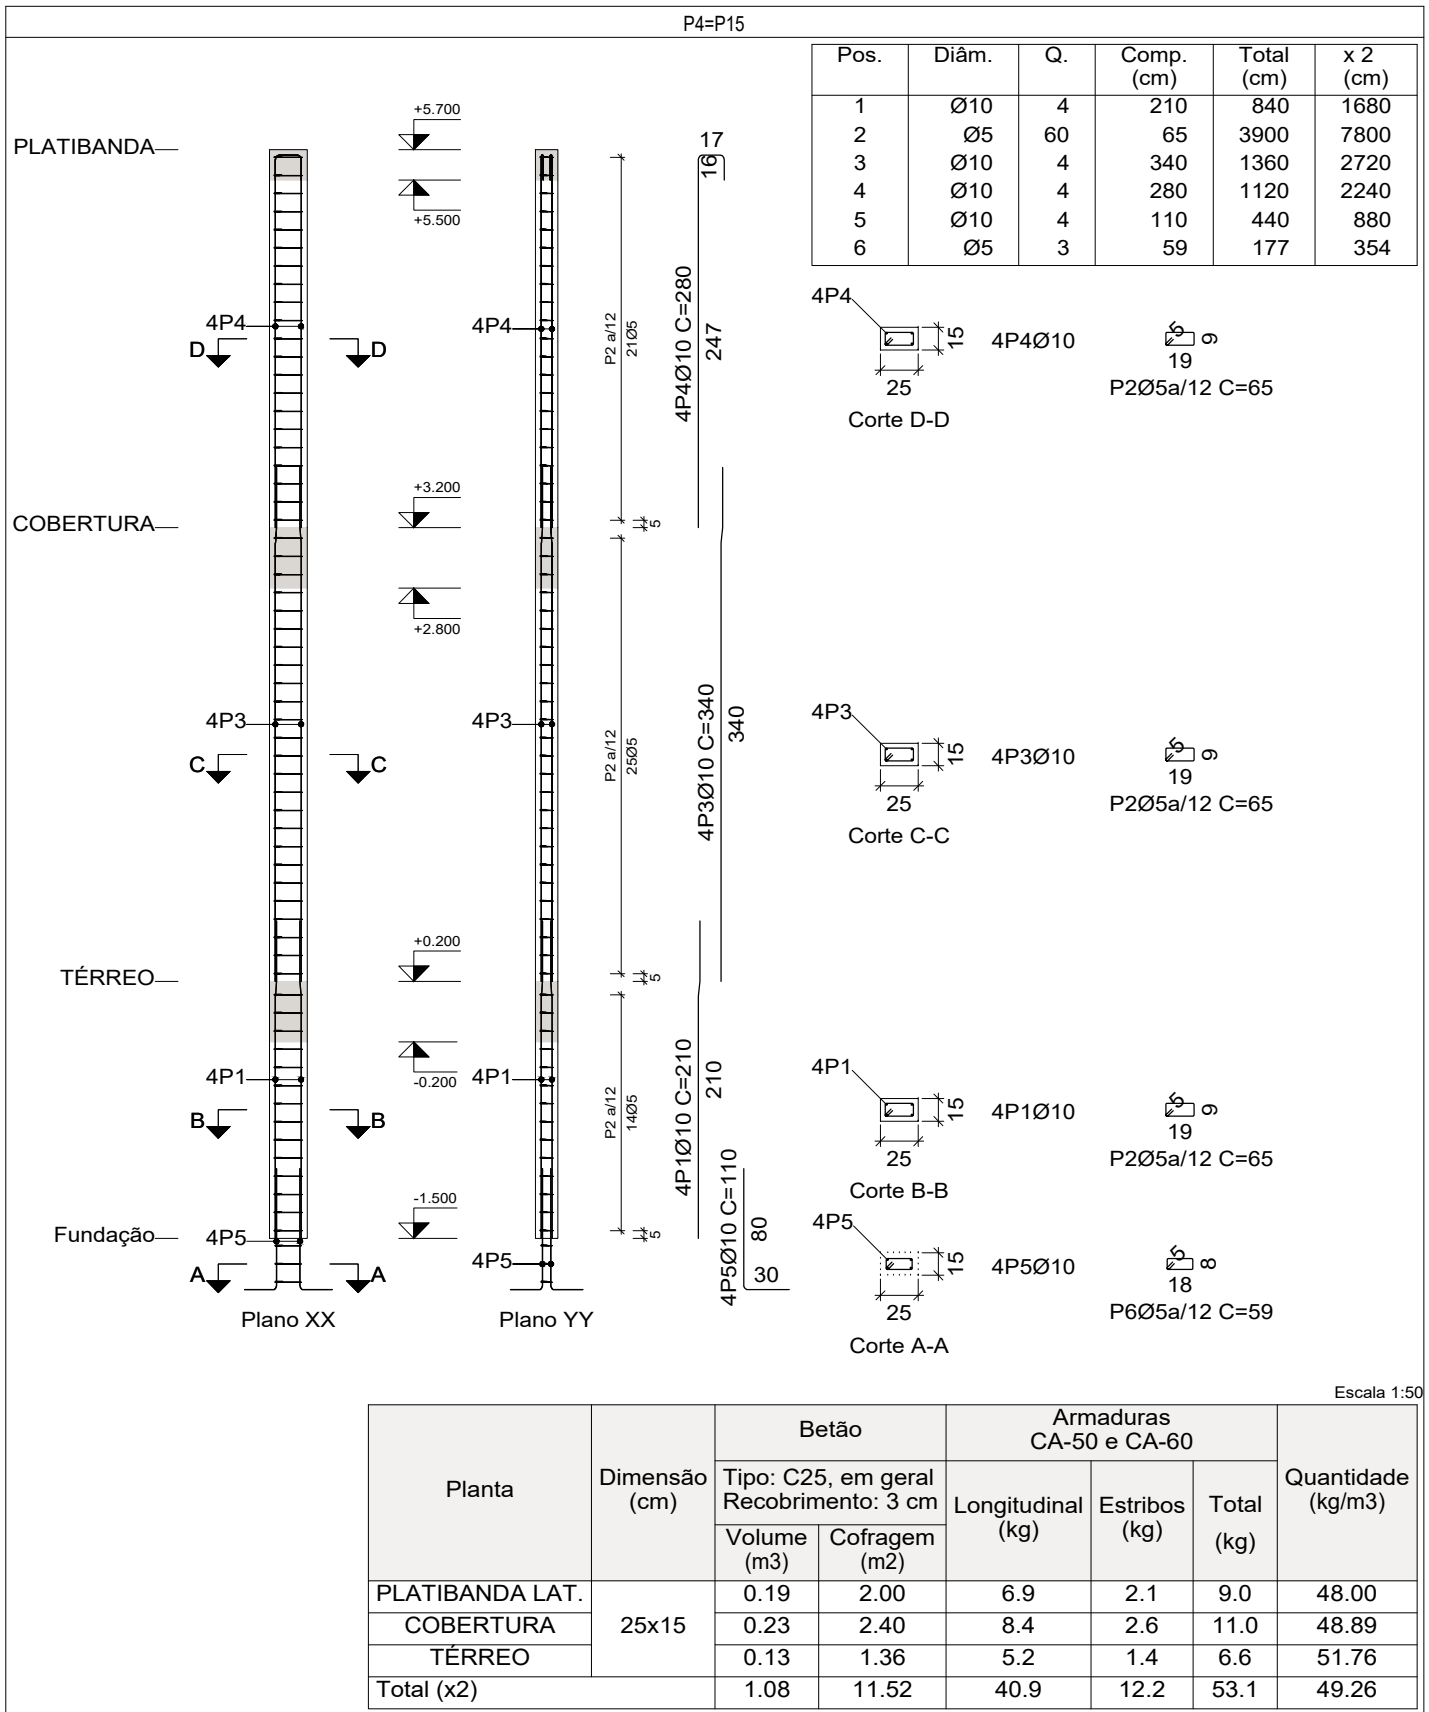 P4=P15
Pos. Diâm. Q. Comp. (cm) Total (cm) x 2 (cm)
1 Ø10 4 210 840 1680
2 Ø5 60 65 3900 7800
3 Ø10 4 340 1360 2720
4 Ø10 4 280 1120 2240
5 Ø10 4 110 440 880
6 Ø5 3 59 177 354
PLATIBANDA
+5.700
+5.500
17
16
4P4
D D
4P4
P2 a/12
21Ø5
4P4Ø10 C=280
247
4P4
15
25
4P4Ø10
5
9
19
P2Ø5a/12 C=65
Corte D-D
COBERTURA
+3.200
+2.800
5
4P3
C C
4P3
P2 a/12
25Ø5
4P3Ø10 C=340
340
4P3
15
25
4P3Ø10
5
9
19
P2Ø5a/12 C=65
Corte C-C
TÉRREO
+0.200
-0.200
5
4P1
B B
4P1
P2 a/12
14Ø5
4P1Ø10 C=210
210
4P1
15
25
4P1Ø10
5
9
19
P2Ø5a/12 C=65
Corte B-B
Fundação
-1.500
5
4P5
A A
4P5
4P5Ø10 C=110
80
30
4P5
15
25
4P5Ø10
5
8
18
P6Ø5a/12 C=59
Corte A-A
Plano XX
Plano YY
Escala 1:50
Planta
Dimensão
(cm)
Betão
Tipo: C25, em geral
Recobrimento: 3 cm
Volume
(m3)
Cofragem
(m2)
Armaduras
CA-50 e CA-60
Longitudinal
(kg)
Estribos
(kg)
Total
(kg)
Quantidade
(kg/m3)
PLATIBANDA LAT. 0.19 2.00 6.9 2.1 9.0 48.00
COBERTURA 25x15 0.23 2.40 8.4 2.6 11.0 48.89
TÉRREO 0.13 1.36 5.2 1.4 6.6 51.76
Total (x2) 1.08 11.52 40.9 12.2 53.1 49.26